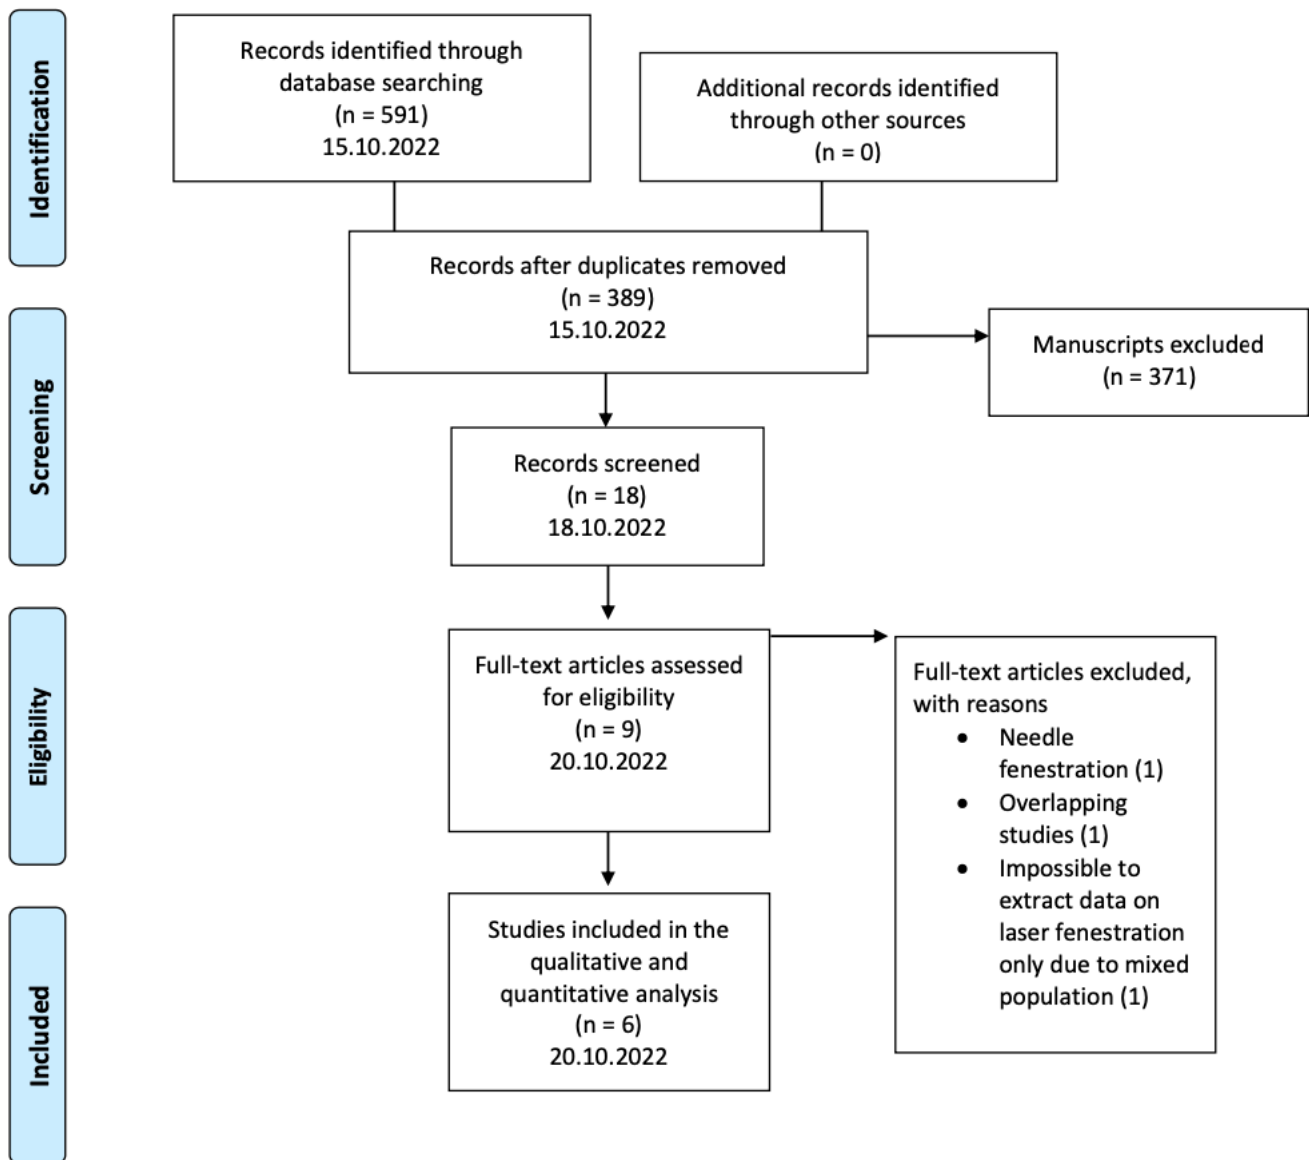 Identification
Records identified through
database searching
(n = 591)
15.10.2022
Additional records identified
through other sources
(n = 0)
Records after duplicates removed
(n = 389)
15.10.2022
Screening
Manuscripts excluded
(n = 371)
Records screened
(n = 18)
18.10.2022
Eligibility
Full-text articles assessed
for eligibility
(n = 9)
20.10.2022
Full-text articles excluded,
with reasons
• Needle
fenestration (1)
• Overlapping
studies (1)
• Impossible to
extract data on
laser fenestration
only due to mixed
population (1)
Included
Studies included in the
qualitative and
quantitative analysis
(n = 6)
20.10.2022